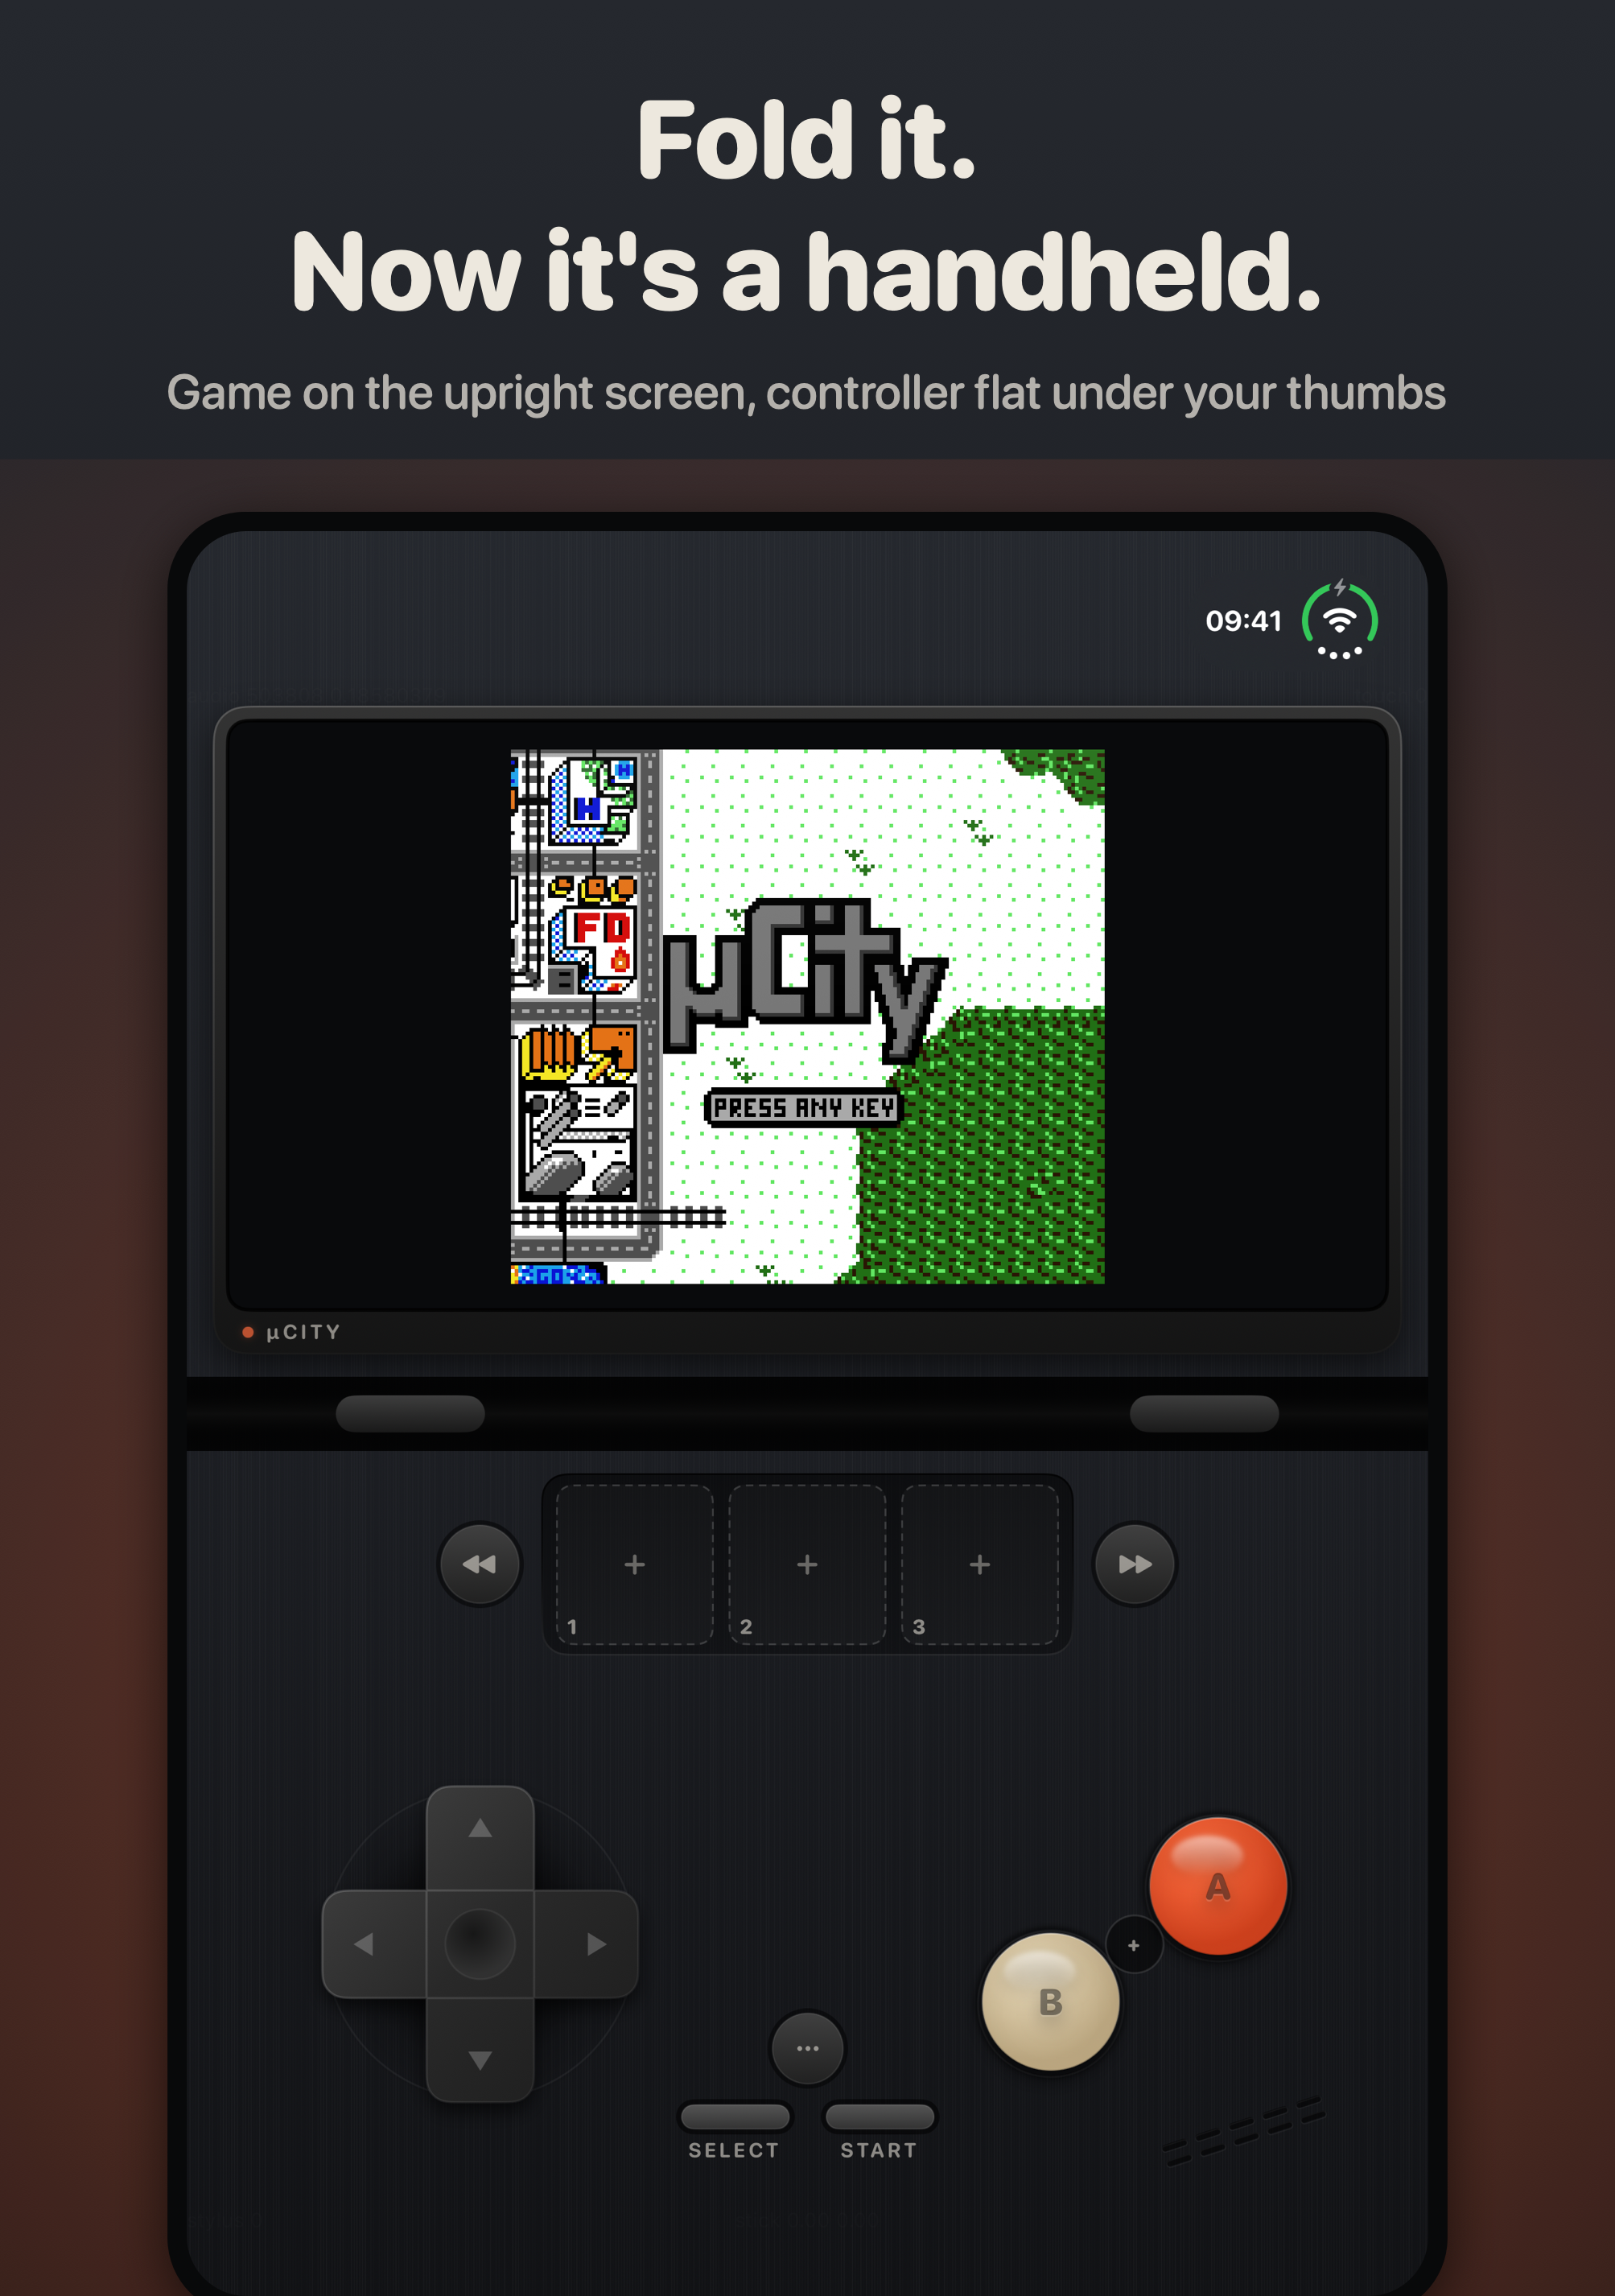 Fold it.
Now it's a handheld.
Game on the upright screen, controller flat under your thumbs
09:41
H
H
FD
µCity
PRESS ANY KEY
µCITY
1
2
3
A
B
SELECT
START